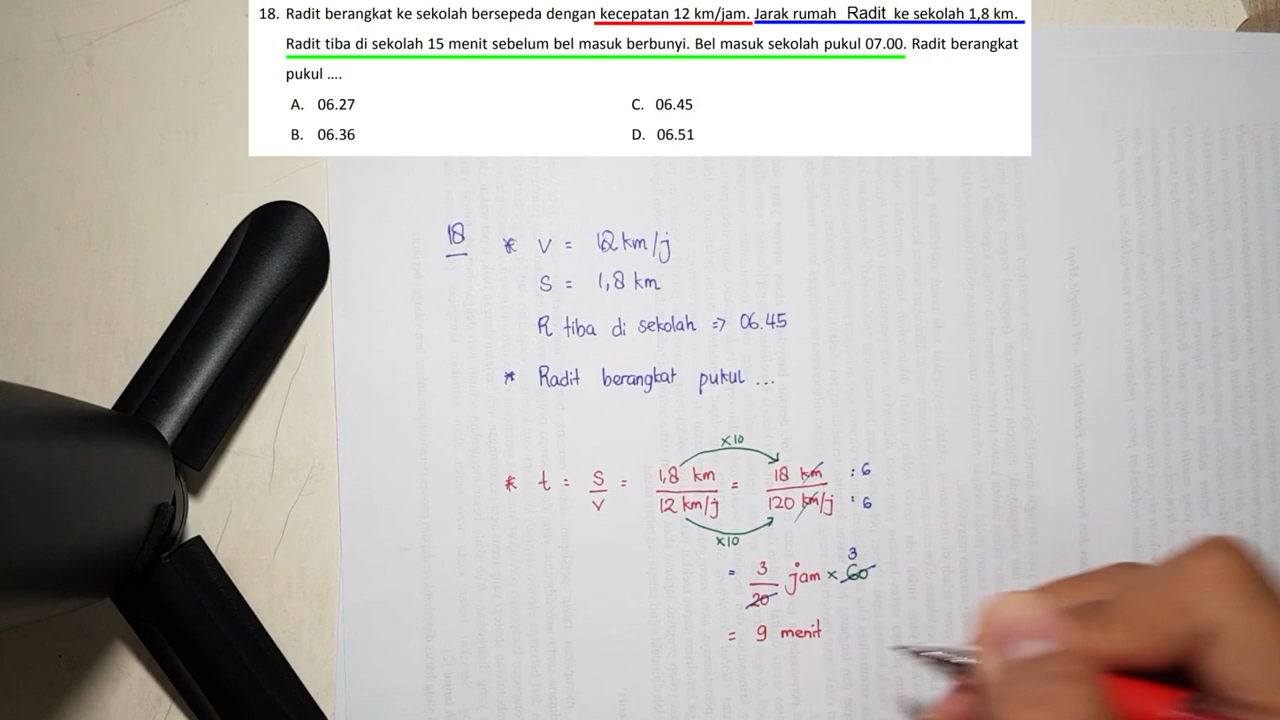 18. Radit berangkat ke sekolah bersepeda dengan kecepatan 12 km/jam. Jarak rumah Radit ke sekolah 1,8 km.
Radit tiba di sekolah 15 menit sebelum bel masuk berbunyi. Bel masuk sekolah pukul 07.00. Radit berangkat
pukul ....
A. 06.27
C. 06.45
B. 06.36
D. 06.51
18 * V = 12 km/j
S = 1,8 km
R tiba di sekolah => 06.45
* Radit berangkat pukul ...
x10
* t = S/V = 1,8 km/12 km/j = 18 km/120 km/j : 6 : 6
x10
= 3/20 jam x 60 3
= 9 menit